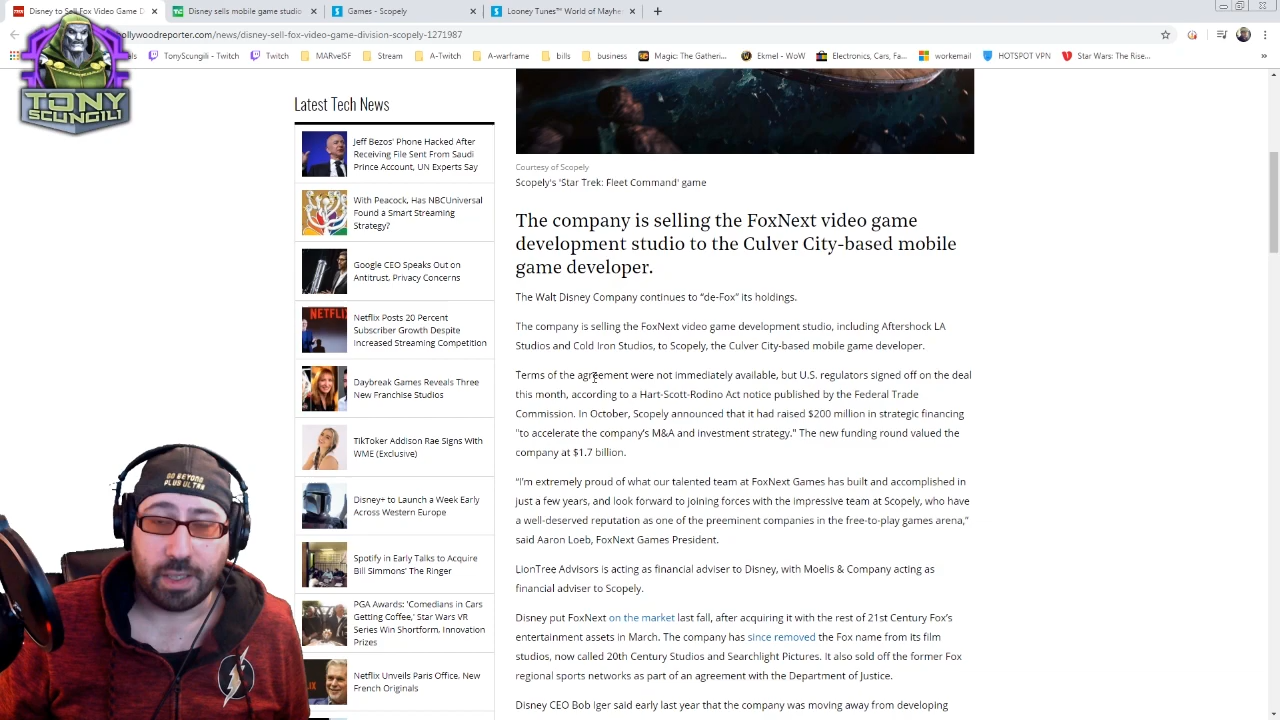 Disney to Sell Fox Video Game D
Disney sells mobile game studio
Games - Scopely
Looney Tunes™ World of Mayhe
ollywoodreporter.com/news/disney-sell-fox-video-game-division-scopely-1271987
TonyScungili - Twitch
Twitch
MARvelSF
Stream
A-Twitch
A-warframe
bills
business
Magic: The Gatheri...
Ekmel - WoW
Electronics, Cars, Fa...
workemail
HOTSPOT VPN
Star Wars: The Rise...
TONY
SCUNGILI
Latest Tech News
Jeff Bezos' Phone Hacked After
Receiving File Sent From Saudi
Prince Account, UN Experts Say
With Peacock, Has NBCUniversal
Found a Smart Streaming
Strategy?
Google CEO Speaks Out on
Antitrust, Privacy Concerns
NETFLIX
Netflix Posts 20 Percent
Subscriber Growth Despite
Increased Streaming Competition
Daybreak Games Reveals Three
New Franchise Studios
TikToker Addison Rae Signs With
WME (Exclusive)
Disney+ to Launch a Week Early
Across Western Europe
Spotify in Early Talks to Acquire
Bill Simmons' The Ringer
PGA Awards: 'Comedians in Cars
Getting Coffee,' Star Wars VR
Series Win Shortform, Innovation
Prizes
Netflix Unveils Paris Office, New
French Originals
Courtesy of Scopely
Scopely's 'Star Trek: Fleet Command' game
The company is selling the FoxNext video game
development studio to the Culver City-based mobile
game developer.
The Walt Disney Company continues to "de-Fox" its holdings.
The company is selling the FoxNext video game development studio, including Aftershock LA
Studios and Cold Iron Studios, to Scopely, the Culver City-based mobile game developer.
Terms of the agreement were not immediately available, but U.S. regulators signed off on the deal
this month, according to a Hart-Scott-Rodino Act notice published by the Federal Trade
Commission. In October, Scopely announced that it had raised $200 million in strategic financing
"to accelerate the company's M&A and investment strategy." The new funding round valued the
company at $1.7 billion.
"I'm extremely proud of what our talented team at FoxNext Games has built and accomplished in
just a few years, and look forward to joining forces with the impressive team at Scopely, who have
a well-deserved reputation as one of the preeminent companies in the free-to-play games arena,"
said Aaron Loeb, FoxNext Games President.
LionTree Advisors is acting as financial adviser to Disney, with Moelis & Company acting as
financial adviser to Scopely.
Disney put FoxNext on the market last fall, after acquiring it with the rest of 21st Century Fox's
entertainment assets in March. The company has since removed the Fox name from its film
studios, now called 20th Century Studios and Searchlight Pictures. It also sold off the former Fox
regional sports networks as part of an agreement with the Department of Justice.
Disney CEO Bob Iger said early last year that the company was moving away from developing
GO BEYOND
PLUS ULTRA